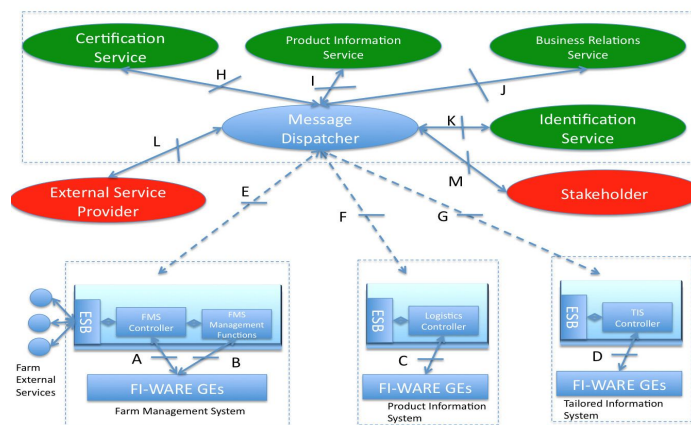 Certification
Service
Product Information
Service
Business Relations
Service
H
I
J
Message
Dispatcher
K
Identification
Service
L
M
External Service
Provider
Stakeholder
E
F
G
ESB
FMS
Controller
FMS
Management
Functions
ESB
Logistics
Controller
ESB
TIS
Controller
Farm
External
Services
A
B
C
D
FI-WARE GEs
FI-WARE GEs
FI-WARE GEs
Farm Management System
Product Information
System
Tailored Information
System